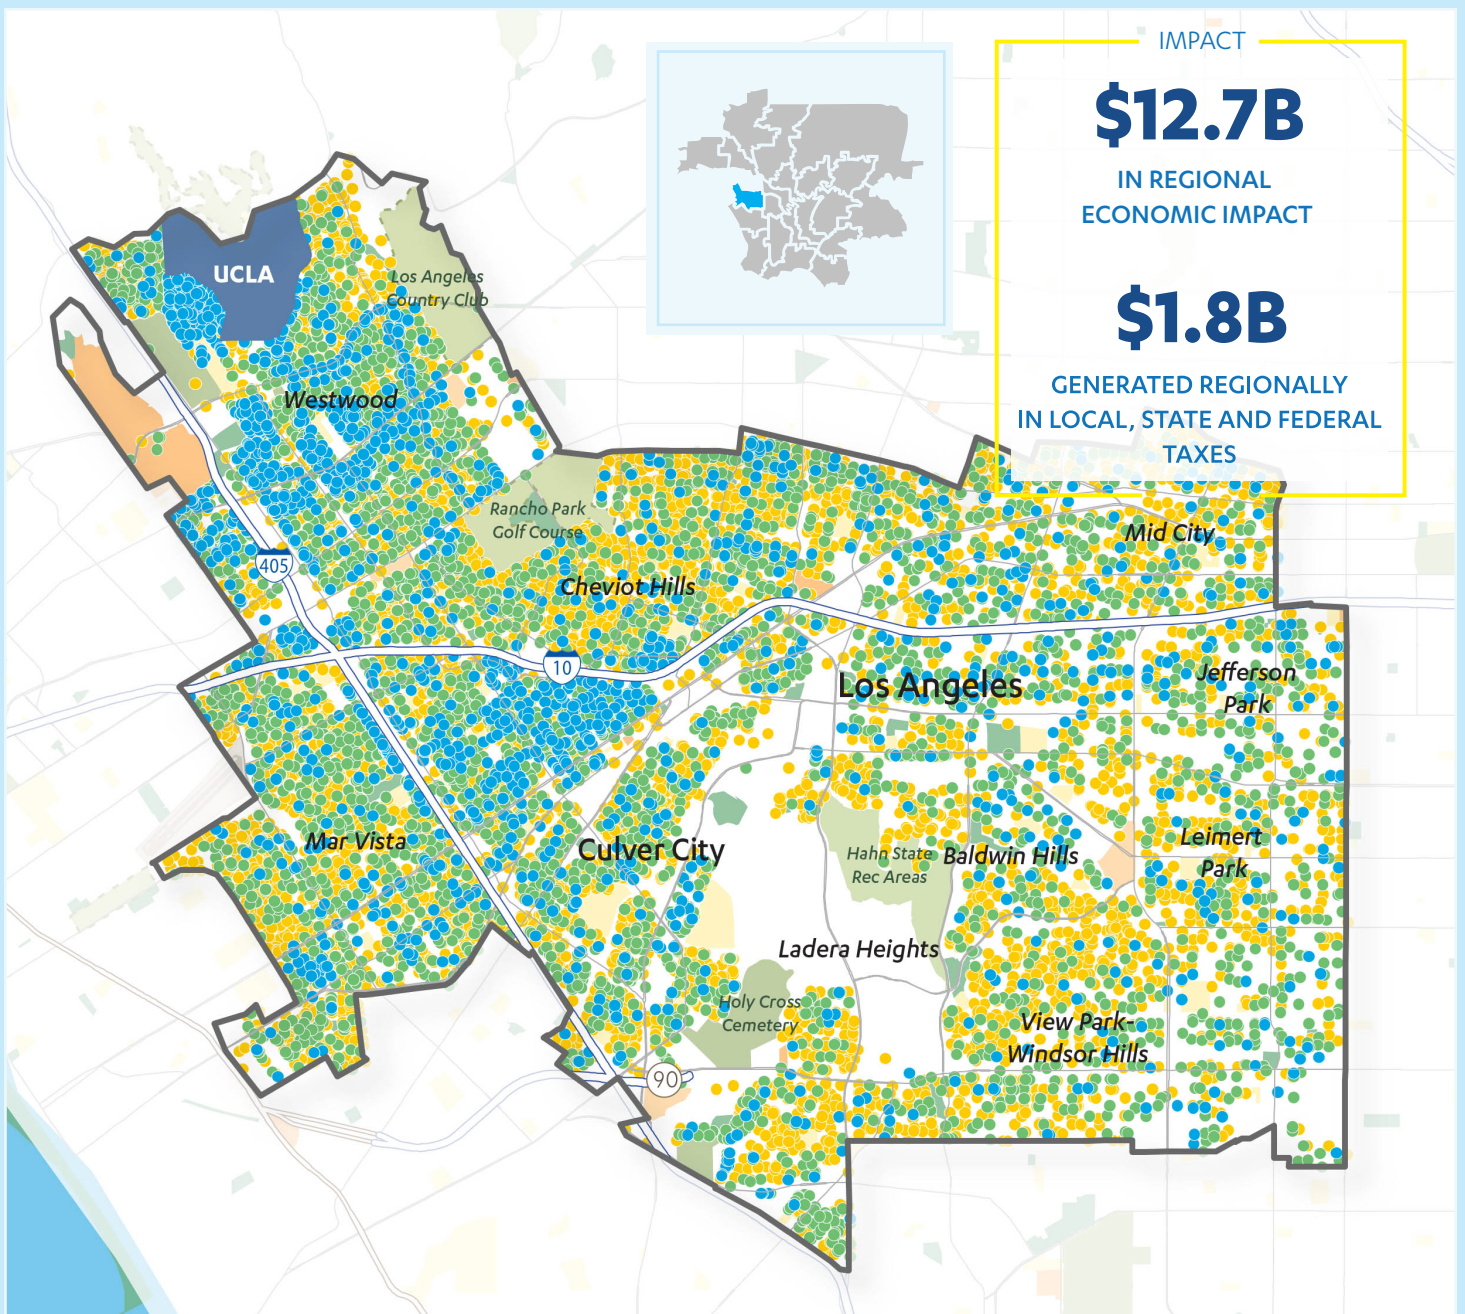 IMPACT
$12.7B
IN REGIONAL
ECONOMIC IMPACT
$1.8B
GENERATED REGIONALLY
IN LOCAL, STATE AND FEDERAL
TAXES
UCLA
Los Angeles
Country Club
Westwood
Rancho Park
Golf Course
Mid City
405
Cheviot Hills
10
Los Angeles
Jefferson
Park
Mar Vista
Culver City
Hahn State
Rec Areas
Baldwin Hills
Leimert
Park
Ladera Heights
Holy Cross
Cemetery
View Park-
Windsor Hills
90